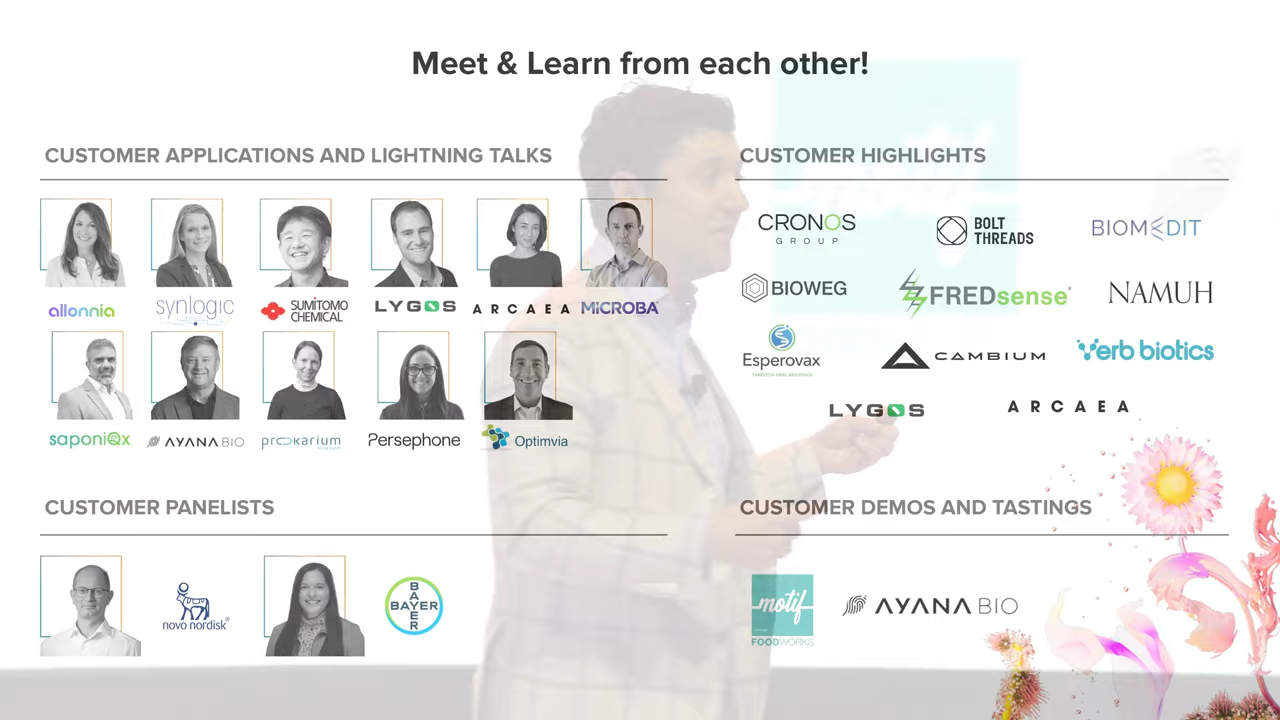 Meet & Learn from each other!
CUSTOMER APPLICATIONS AND LIGHTNING TALKS
allonnia
synlogic
SUMITOMO
CHEMICAL
LYGOS
ARCAEA
MICROBA
saponiQx
AYANA BIO
prokarium
Persephone
Optimvia
CUSTOMER PANELISTS
novo nordisk®
BAYER
BAYER
CUSTOMER HIGHLIGHTS
CRONOS
GROUP
BOLT
THREADS
BIOMEDIT
BIOWEG
FREDsense®
NAMUH
Esperovax
CAMBIUM
Verb biotics
LYGOS
ARCAEA
CUSTOMER DEMOS AND TASTINGS
motif
FOODWORKS
AYANA BIO